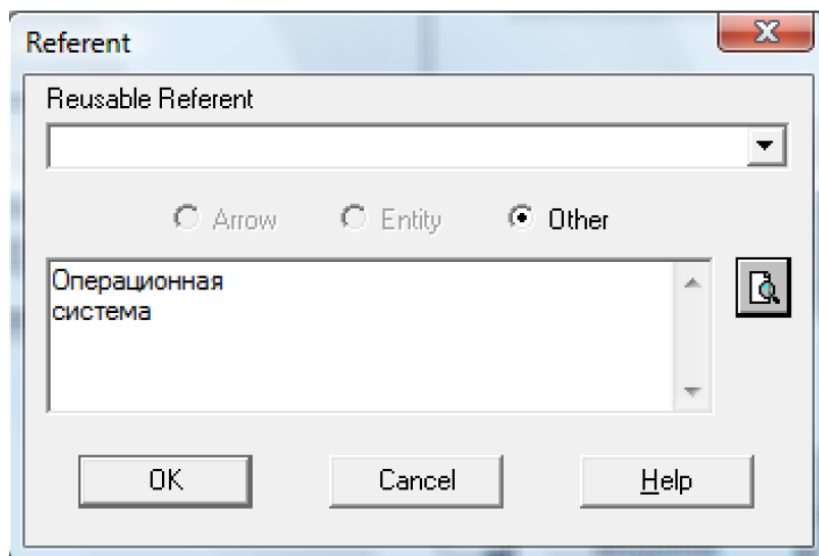 Referent
Reusable Referent
Arrow Entity Other
Операционная
система
OK Cancel Help